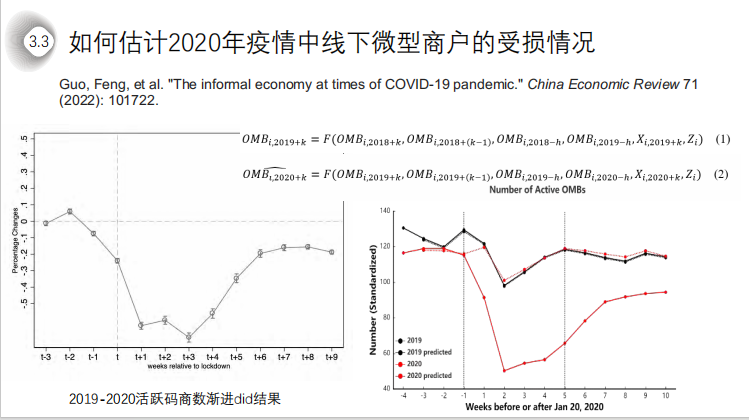 3.3
如何估计2020年疫情中线下微型商户的受损情况
Guo, Feng, et al. "The informal economy at times of COVID-19 pandemic." China Economic Review 71
(2022): 101722.
OMB_{i,2019+k} = F(OMB_{i,2018+k}, OMB_{i,2018+(k-1)}, OMB_{i,2018-h}, OMB_{i,2019-h}, X_{i,2019+k}, Z_i) (1)
\widehat{OMB_{i,2020+k}} = F(OMB_{i,2019+k}, OMB_{i,2019+(k-1)}, OMB_{i,2019-h}, OMB_{i,2020-h}, X_{i,2020+k}, Z_i) (2)
Percentage Changes
.5
.4
.3
.2
.1
0
-.1
-.2
-.3
-.4
-.5
t-3 t-2 t-1 t t+1 t+2 t+3 t+4 t+5 t+6 t+7 t+8 t+9
weeks relative to lockdown
2019-2020活跃码商数渐进did结果
Number of Active OMBs
Number (Standardized)
140
120
100
80
60
40
2019
2019 predicted
2020
2020 predicted
-4 -3 -2 -1 1 2 3 4 5 6 7 8 9 10
Weeks before or after Jan 20, 2020